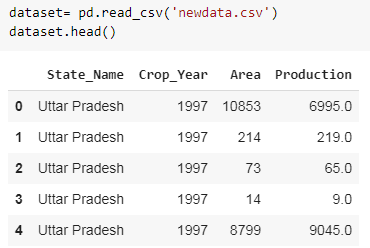 dataset= pd.read_csv('newdata.csv')
dataset.head()
State_Name Crop_Year Area Production
0 Uttar Pradesh 1997 10853 6995.0
1 Uttar Pradesh 1997 214 219.0
2 Uttar Pradesh 1997 73 65.0
3 Uttar Pradesh 1997 14 9.0
4 Uttar Pradesh 1997 8799 9045.0